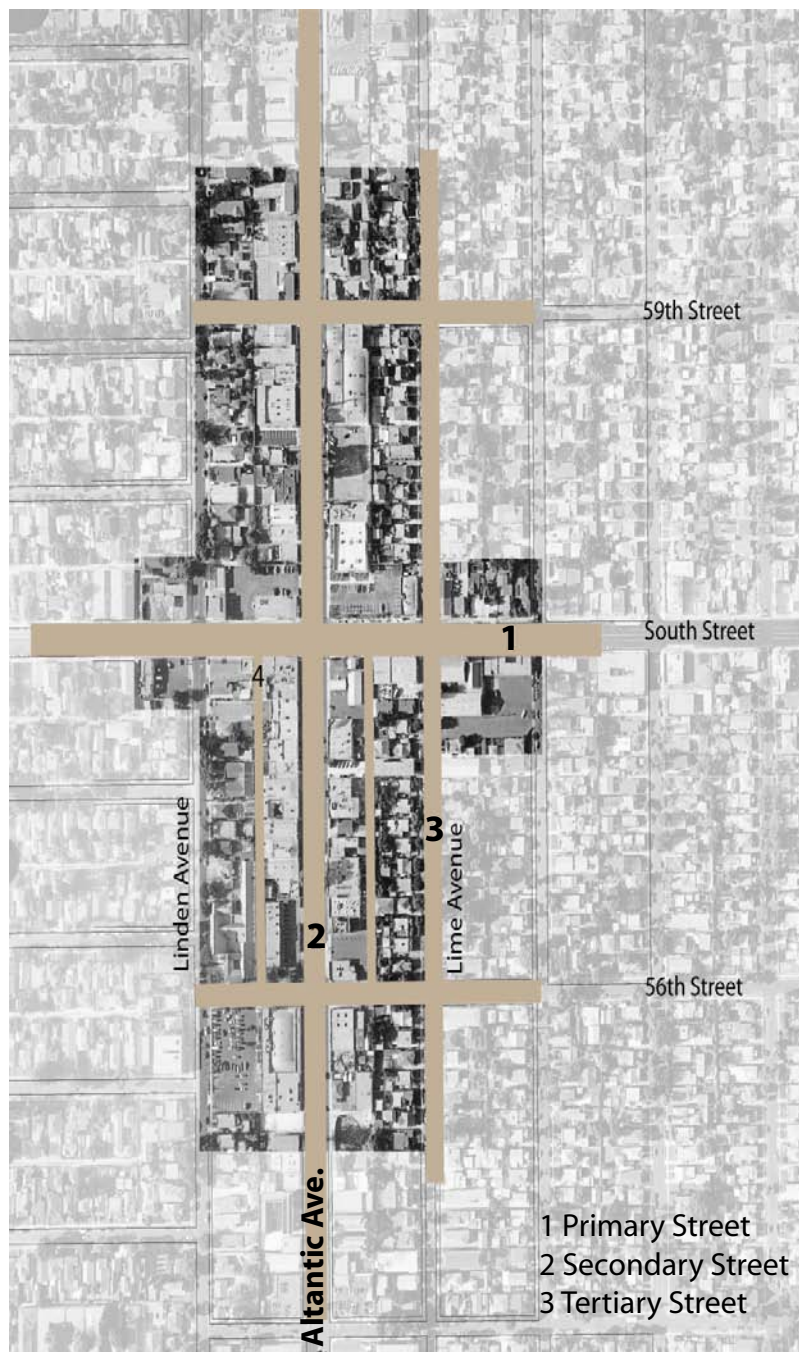 59th Street
1
South Street
4
Linden Avenue
3
Lime Avenue
2
56th Street
Altantic Ave.
1 Primary Street
2 Secondary Street
3 Tertiary Street